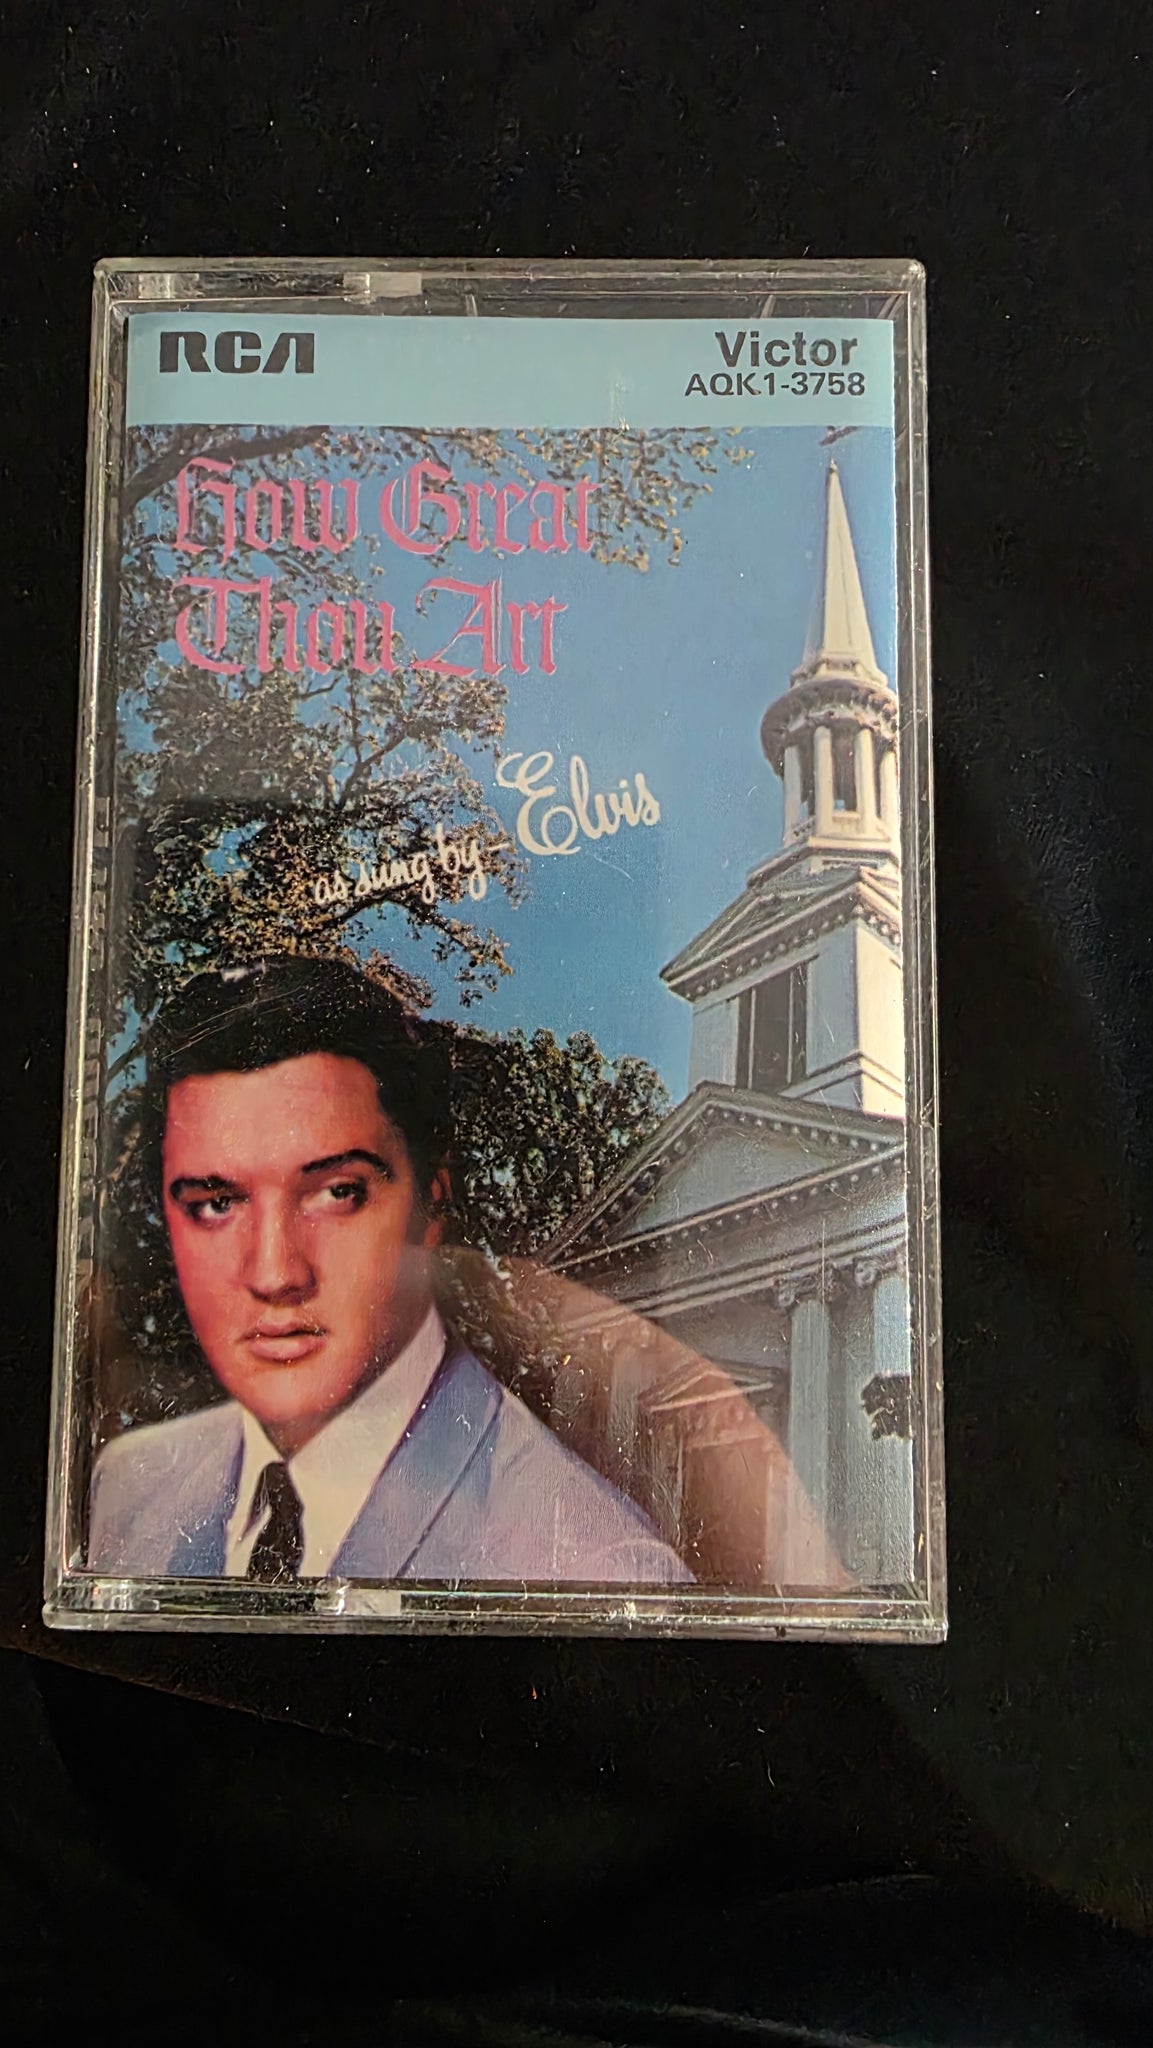 RCA
Victor
AQK1-3758
How Great
Thou Art
as sung by Elvis